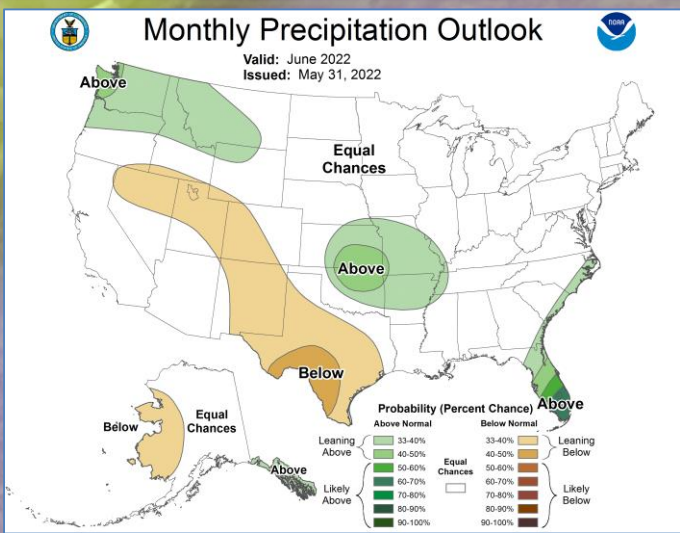 Monthly Precipitation Outlook
Valid: June 2022
Issued: May 31, 2022
NOAA
Above
Equal
Chances
Above
Below
Above
Below
Equal
Chances
Above
Probability (Percent Chance)
Above Normal
Below Normal
Leaning
Above
33-40%
40-50%
50-60%
60-70%
70-80%
80-90%
90-100%
Likely
Above
Equal
Chances
33-40%
40-50%
50-60%
60-70%
70-80%
80-90%
90-100%
Leaning
Below
Likely
Below